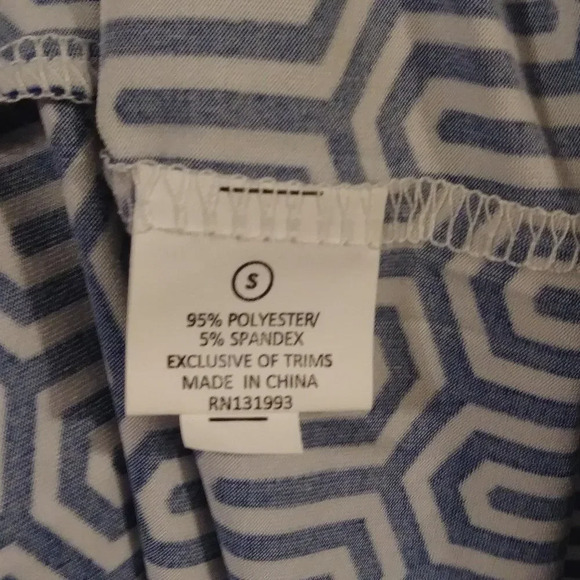 S
95% POLYESTER/
5% SPANDEX
EXCLUSIVE OF TRIMS
MADE IN CHINA
RN131993